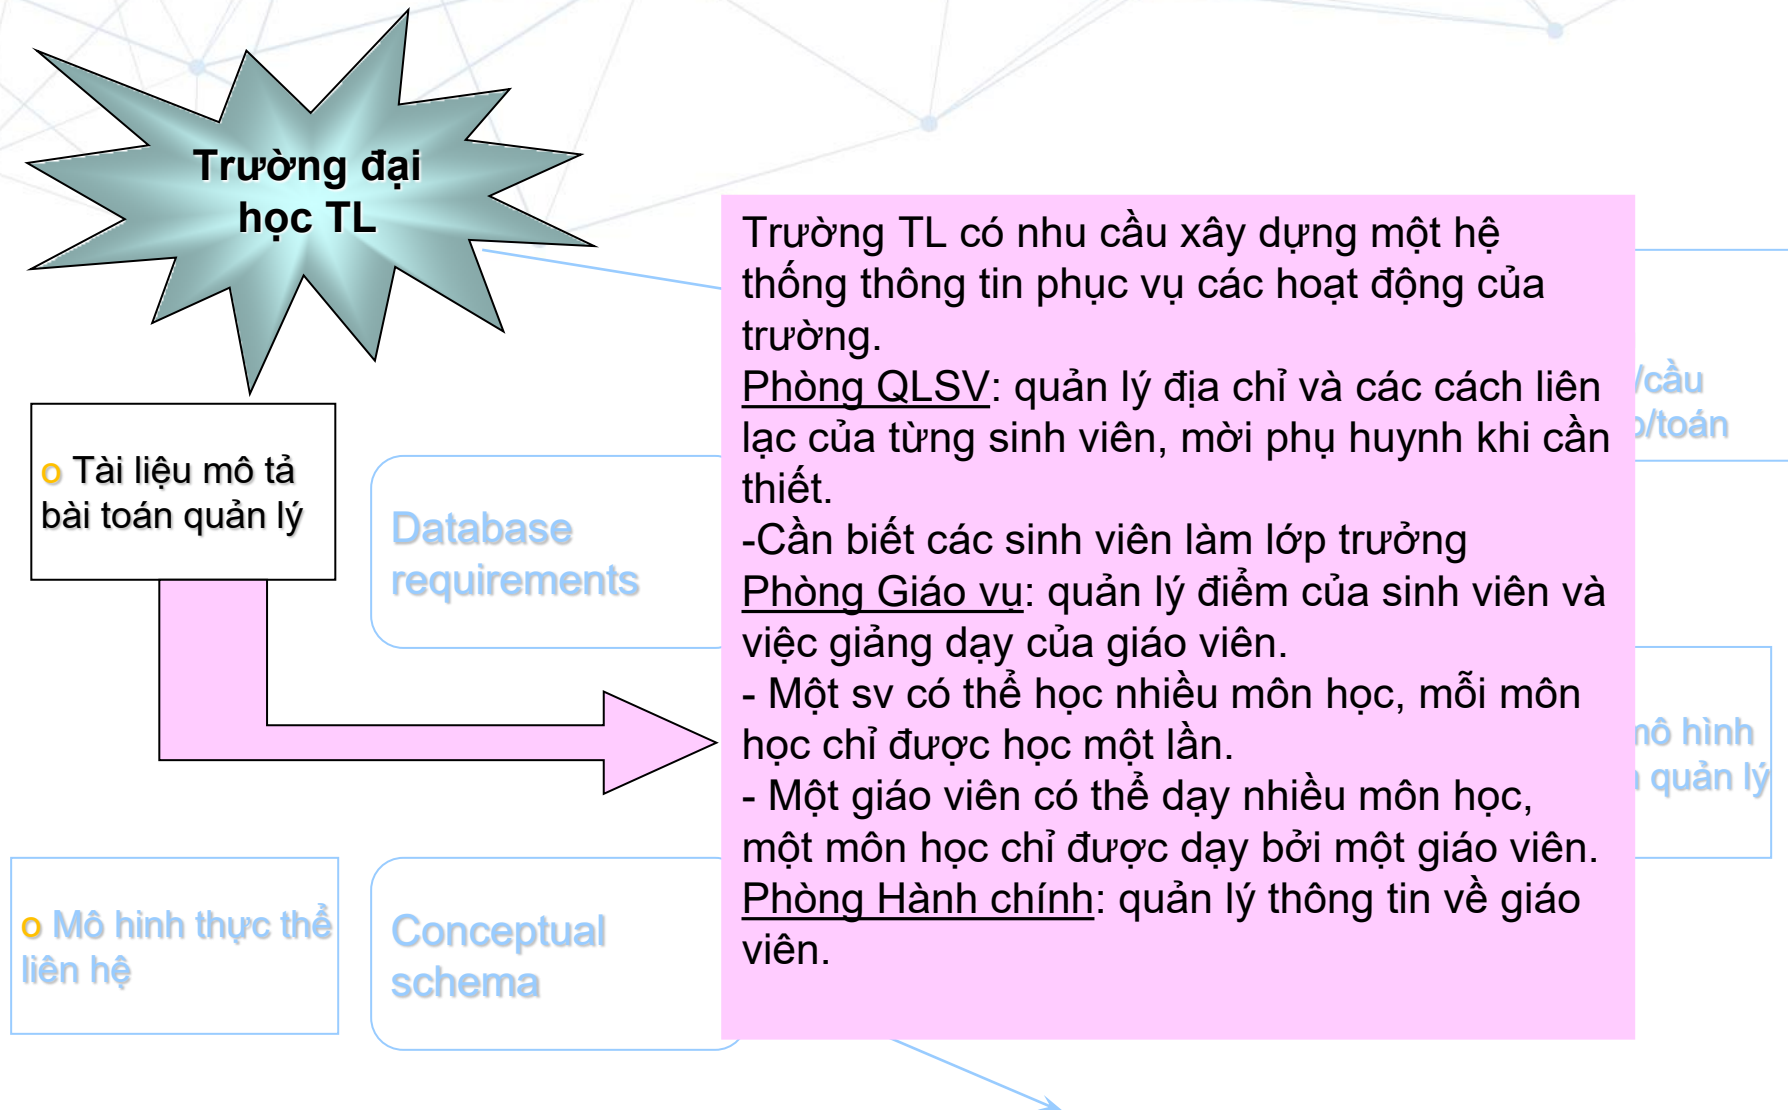 Trường đại
học TL
Trường TL có nhu cầu xây dựng một hệ
thống thông tin phục vụ các hoạt động của
trường.
Phòng QLSV: quản lý địa chỉ và các cách liên
lạc của từng sinh viên, mời phụ huynh khi cần
thiết.
-Cần biết các sinh viên làm lớp trưởng
Phòng Giáo vụ: quản lý điểm của sinh viên và
việc giảng dạy của giáo viên.
- Một sv có thể học nhiều môn học, mỗi môn
học chỉ được học một lần.
- Một giáo viên có thể dạy nhiều môn học,
một môn học chỉ được dạy bởi một giáo viên.
Phòng Hành chính: quản lý thông tin về giáo
viên.
o Tài liệu mô tả
bài toán quản lý
Database
requirements
/cầu
/toán
hình
quản lý
o Mô hinh thực thể
liên hệ
Conceptual
schema